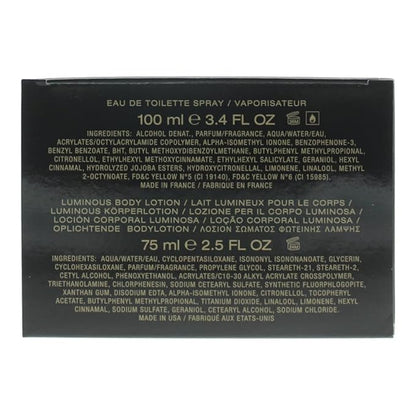 EAU DE TOILETTE SPRAY / VAPORISATEUR
100 ml ℮ 3.4 FL OZ
INGREDIENTS: ALCOHOL DENAT., PARFUM/FRAGRANCE, AQUA/WATER/EAU,
ACRYLATES/OCTYLACRYLAMIDE COPOLYMER, ALPHA-ISOMETHYL IONONE, BENZOPHENONE-3,
BENZYL BENZOATE, BHT, BUTYL METHOXYDIBENZOYLMETHANE, BUTYLPHENYL METHYLPROPIONAL,
CITRONELLOL, ETHYLHEXYL METHOXYCINNAMATE, ETHYLHEXYL SALICYLATE, GERANIOL, HEXYL
CINNAMAL, HYDROLYZED JOJOBA ESTERS, HYDROXYCITRONELLAL, LIMONENE, LINALOOL, METHYL
2-OCTYNOATE, FD&C YELLOW N°5 (CI 19140), FD&C YELLOW N°6 (CI 15985).
MADE IN FRANCE / FABRIQUÉ EN FRANCE
LUMINOUS BODY LOTION / LAIT LUMINEUX POUR LE CORPS /
LUMINOUS KÖRPERLOTION / LOZIONE PER IL CORPO LUMINOSA /
LOCIÓN CORPORAL LUMINOSA / LOÇÃO CORPORAL LUMINOSA /
OPLICHTENDE BODYLOTION / ΛΟΣΙΟΝ ΣΩΜΑΤΟΣ ΦΩΤΕΙΝΗΣ ΛΑΜΨΗΣ
75 ml ℮ 2.5 FL OZ
INGREDIENTS: AQUA/WATER/EAU, CYCLOPENTASILOXANE, ISONONYL ISONONANOATE, GLYCERIN,
CYCLOHEXASILOXANE, PARFUM/FRAGRANCE, PROPYLENE GLYCOL, STEARETH-21, STEARETH-2,
CETYL ALCOHOL, PHENOXYETHANOL, ACRYLATES/C10-30 ALKYL ACRYLATE CROSSPOLYMER,
TRIETHANOLAMINE, CHLORPHENESIN, SODIUM CETEARYL SULFATE, SYNTHETIC FLUORPHLOGOPITE,
XANTHAN GUM, DISODIUM EDTA, ALPHA-ISOMETHYL IONONE, CITRONELLOL, TOCOPHERYL
ACETATE, BUTYLPHENYL METHYLPROPIONAL, TITANIUM DIOXIDE, LINALOOL, LIMONENE, HEXYL
CINNAMAL, SODIUM SULFATE, GERANIOL, CETEARYL ALCOHOL, SODIUM CHLORIDE.
MADE IN USA / FABRIQUÉ AUX ETATS-UNIS